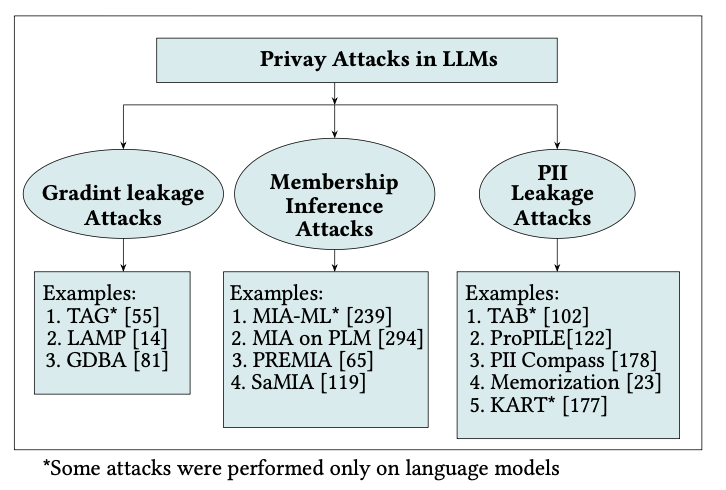 Privay Attacks in LLMs
Gradint leakage
Attacks
Membership
Inference
Attacks
PII
Leakage
Attacks
Examples:
1. TAG* [55]
2. LAMP [14]
3. GDBA [81]
Examples:
1. MIA-ML* [239]
2. MIA on PLM [294]
3. PREMIA [65]
4. SaMIA [119]
Examples:
1. TAB* [102]
2. ProPILE[122]
3. PII Compass [178]
4. Memorization [23]
5. KART* [177]
*Some attacks were performed only on language models